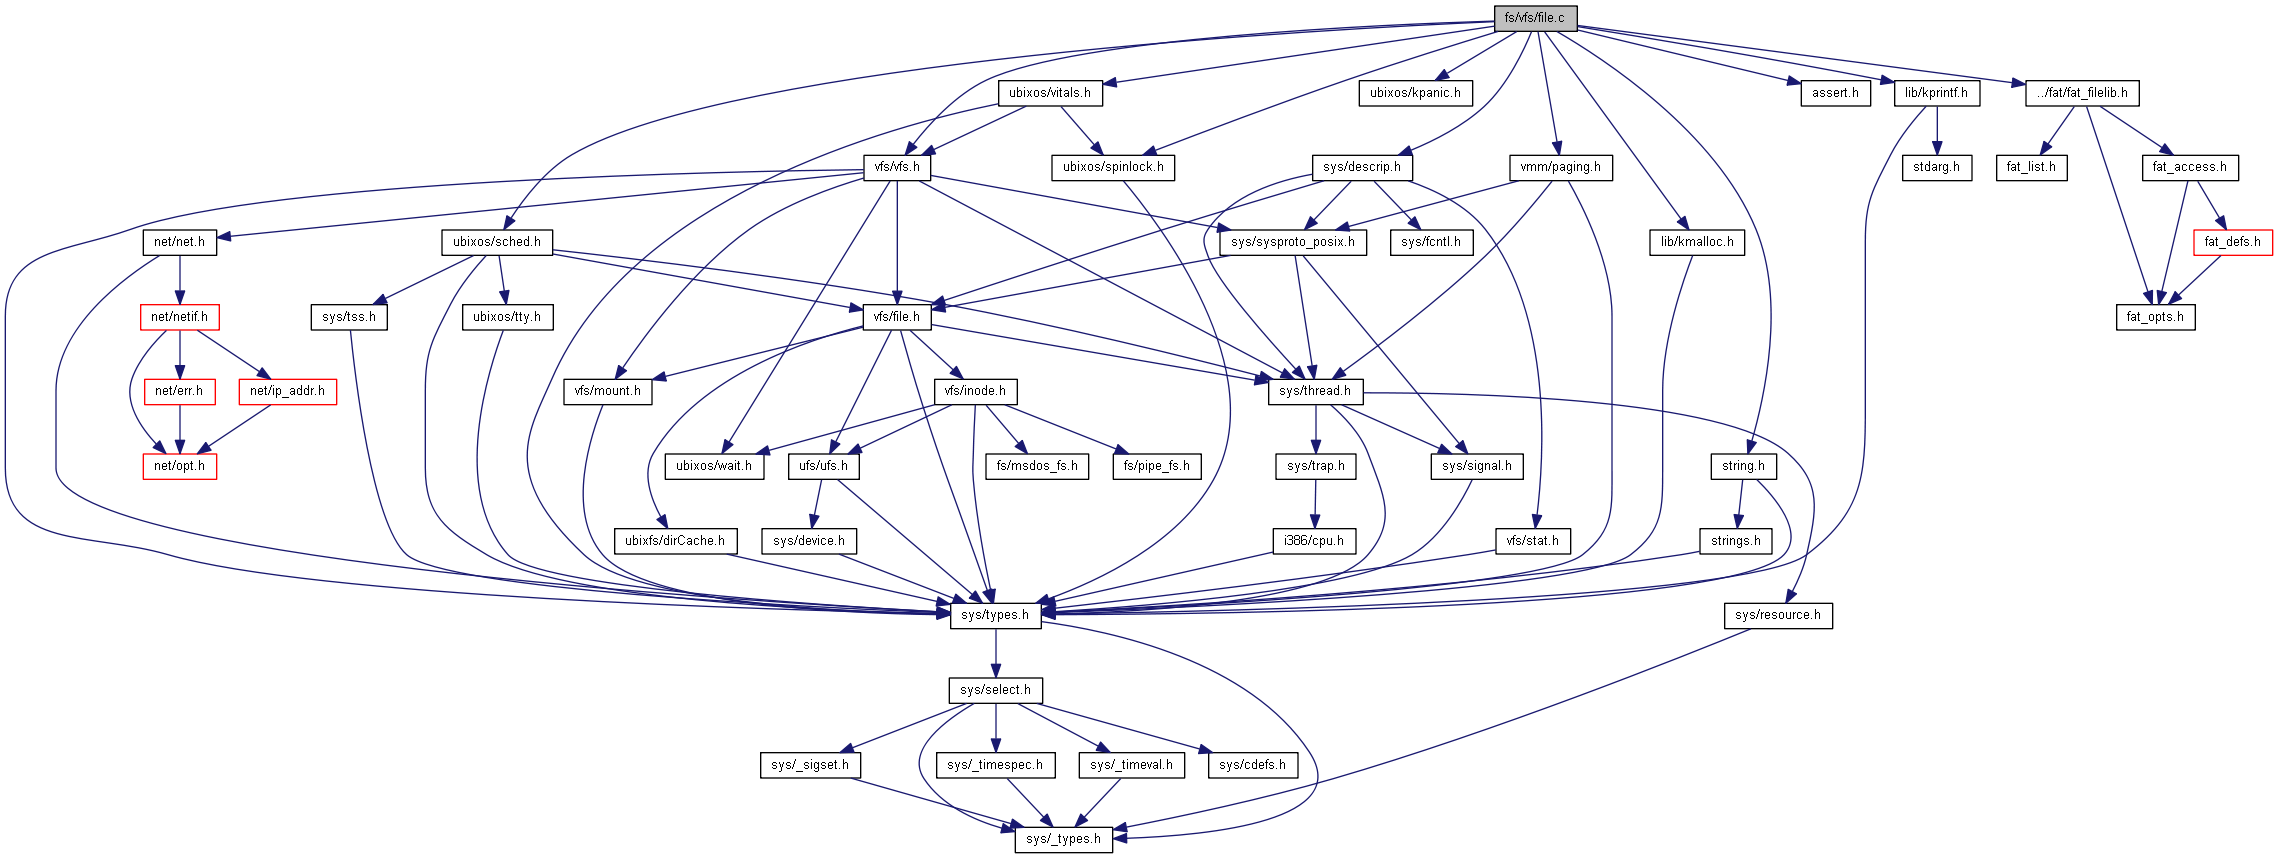 fs/vfs/file.c
ubixos/vitals.h
ubixos/kpanic.h
assert.h
lib/kprintf.h
../fat/fat_filelib.h
vfs/vfs.h
ubixos/spinlock.h
sys/descrip.h
vmm/paging.h
stdarg.h
fat_list.h
fat_access.h
net/net.h
ubixos/sched.h
sys/sysproto_posix.h
sys/fcntl.h
lib/kmalloc.h
fat_defs.h
net/netif.h
sys/tss.h
ubixos/tty.h
vfs/file.h
fat_opts.h
net/err.h
net/ip_addr.h
vfs/mount.h
vfs/inode.h
sys/thread.h
net/opt.h
ubixos/wait.h
ufs/ufs.h
fs/msdos_fs.h
fs/pipe_fs.h
sys/trap.h
sys/signal.h
string.h
ubixfs/dirCache.h
sys/device.h
i386/cpu.h
vfs/stat.h
strings.h
sys/types.h
sys/resource.h
sys/select.h
sys/_sigset.h
sys/_timespec.h
sys/_timeval.h
sys/cdefs.h
sys/_types.h